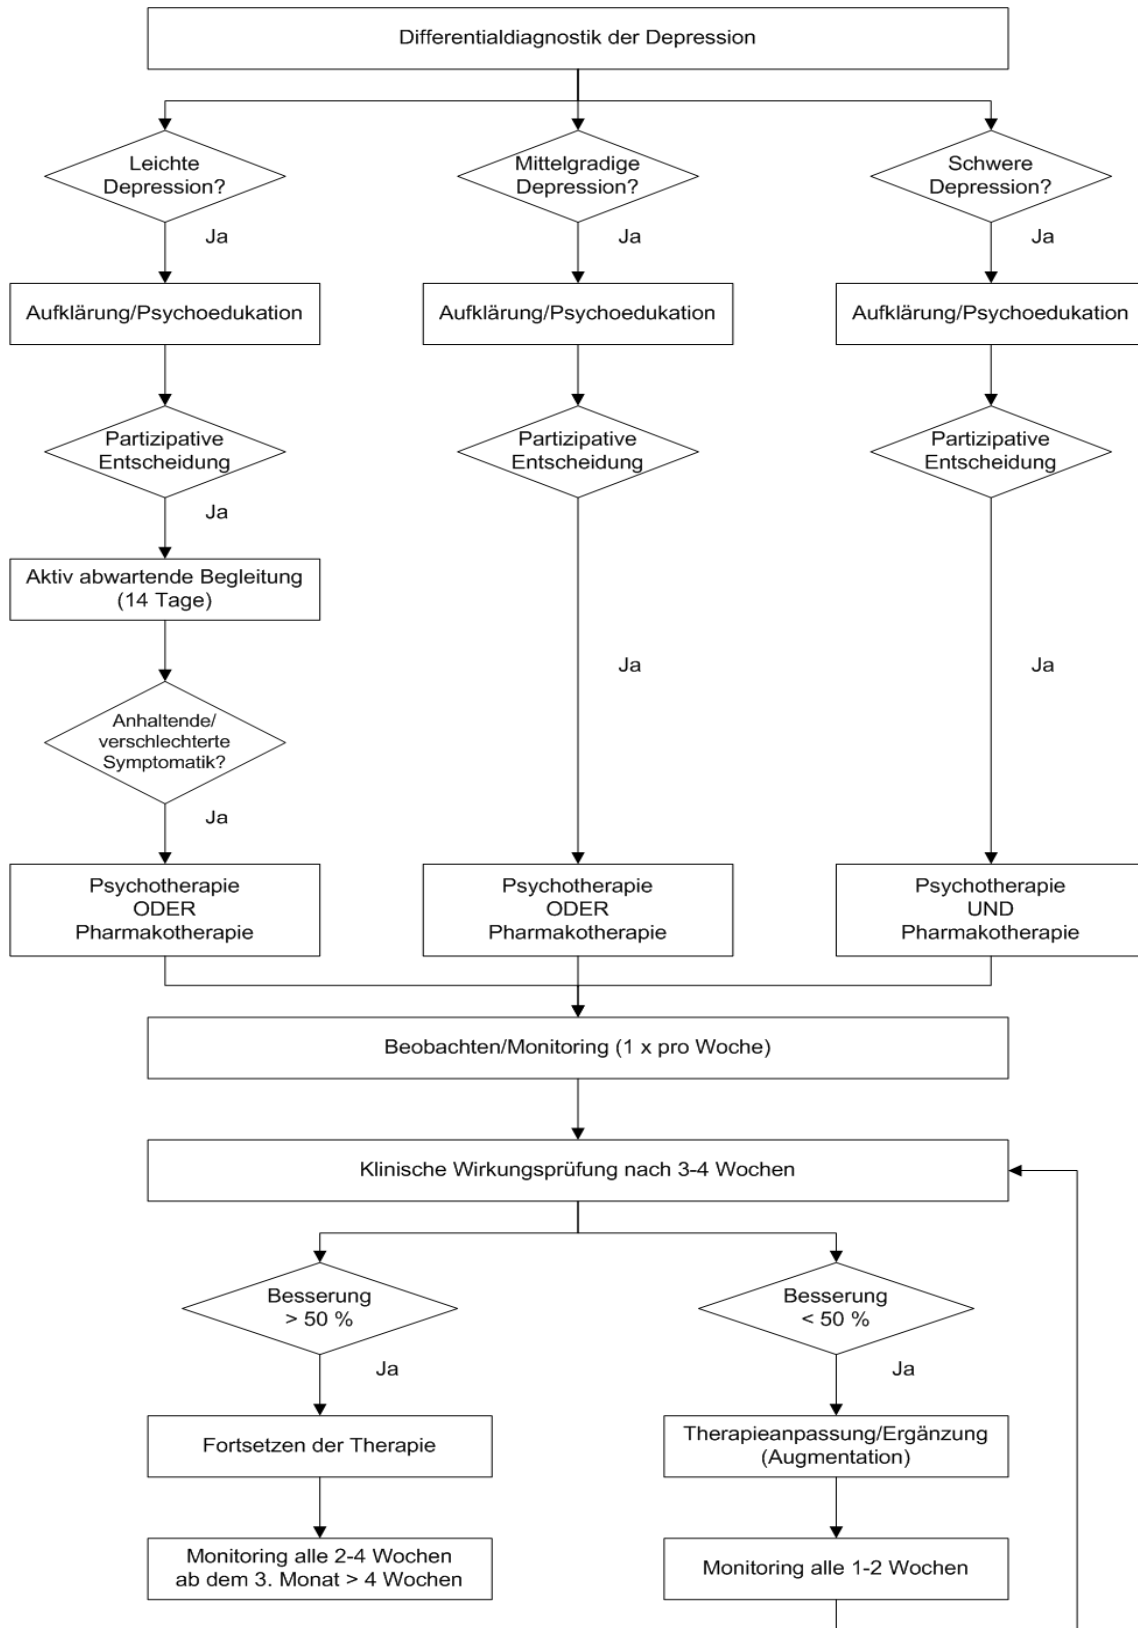 Differentialdiagnostik der Depression
Leichte
Depression?
Mittelgradige
Depression?
Schwere
Depression?
Ja
Ja
Ja
Aufklärung/Psychoedukation
Aufklärung/Psychoedukation
Aufklärung/Psychoedukation
Partizipative
Entscheidung
Partizipative
Entscheidung
Partizipative
Entscheidung
Ja
Aktiv abwartende Begleitung
(14 Tage)
Ja
Ja
Anhaltende/
verschlechterte
Symptomatik?
Ja
Psychotherapie
ODER
Pharmakotherapie
Psychotherapie
ODER
Pharmakotherapie
Psychotherapie
UND
Pharmakotherapie
Beobachten/Monitoring (1 x pro Woche)
Klinische Wirkungsprüfung nach 3-4 Wochen
Besserung
> 50 %
Besserung
< 50 %
Ja
Ja
Fortsetzen der Therapie
Therapieanpassung/Ergänzung
(Augmentation)
Monitoring alle 2-4 Wochen
ab dem 3. Monat > 4 Wochen
Monitoring alle 1-2 Wochen